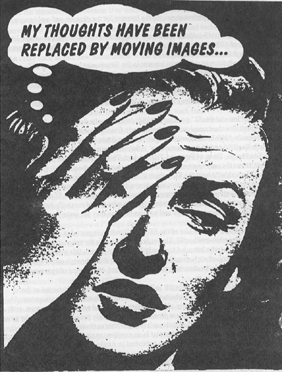 MY THOUGHTS HAVE BEEN
REPLACED BY MOVING IMAGES...